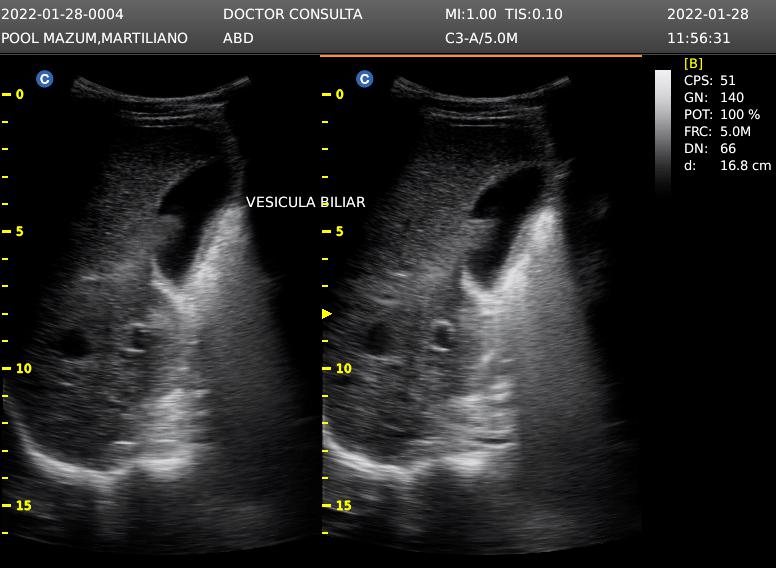 2022-01-28-0004 DOCTOR CONSULTA MI:1.00 TIS:0.10 2022-01-28
POOL MAZUM,MARTILIANO ABD C3-A/5.0M 11:56:31
C C
[B]
CPS: 51
GN: 140
POT: 100 %
FRC: 5.0M
DN: 66
d: 16.8 cm
0 0
VESICULA BILIAR
5 5
10 10
15 15